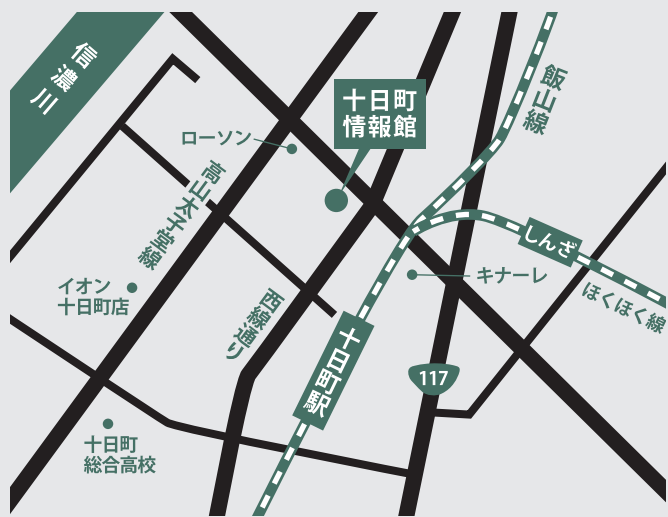 信濃川
十日町
情報館
飯山線
ローソン
高山太子堂線
しんざ
イオン
十日町店
西線通り
キナーレ
ほくほく線
十日町駅
117
十日町
総合高校